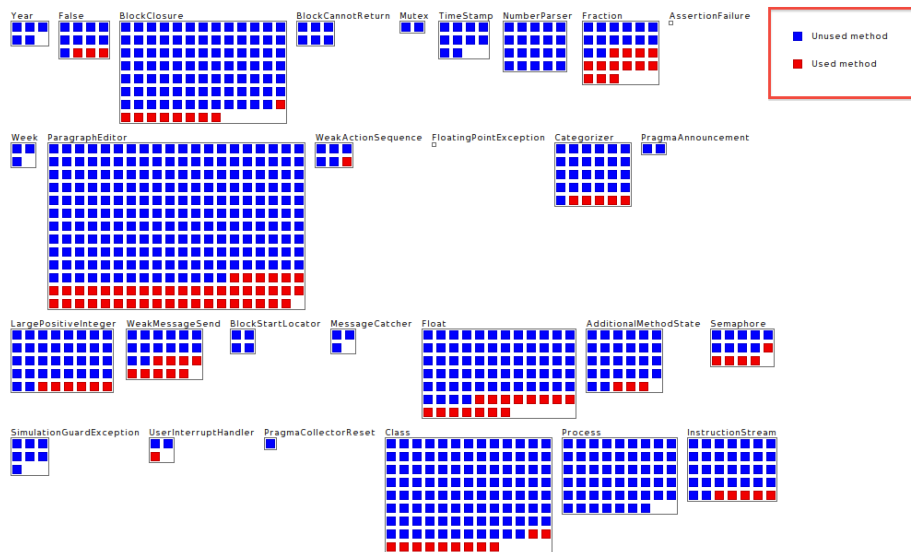 Year
False
BlockClosure
BlockCannotReturn
Mutex
TimeStamp
NumberParser
Fraction
AssertionFailure
Unused method
Used method
Week
ParagraphEditor
WeakActionSequence
FloatingPointException
Categorizer
PragmaAnnouncement
LargePositiveInteger
WeakMessageSend
BlockStartLocator
MessageCatcher
Float
AdditionalMethodState
Semaphore
SimulationGuardException
UserInterruptHandler
PragmaCollectorReset
Class
Process
InstructionStream